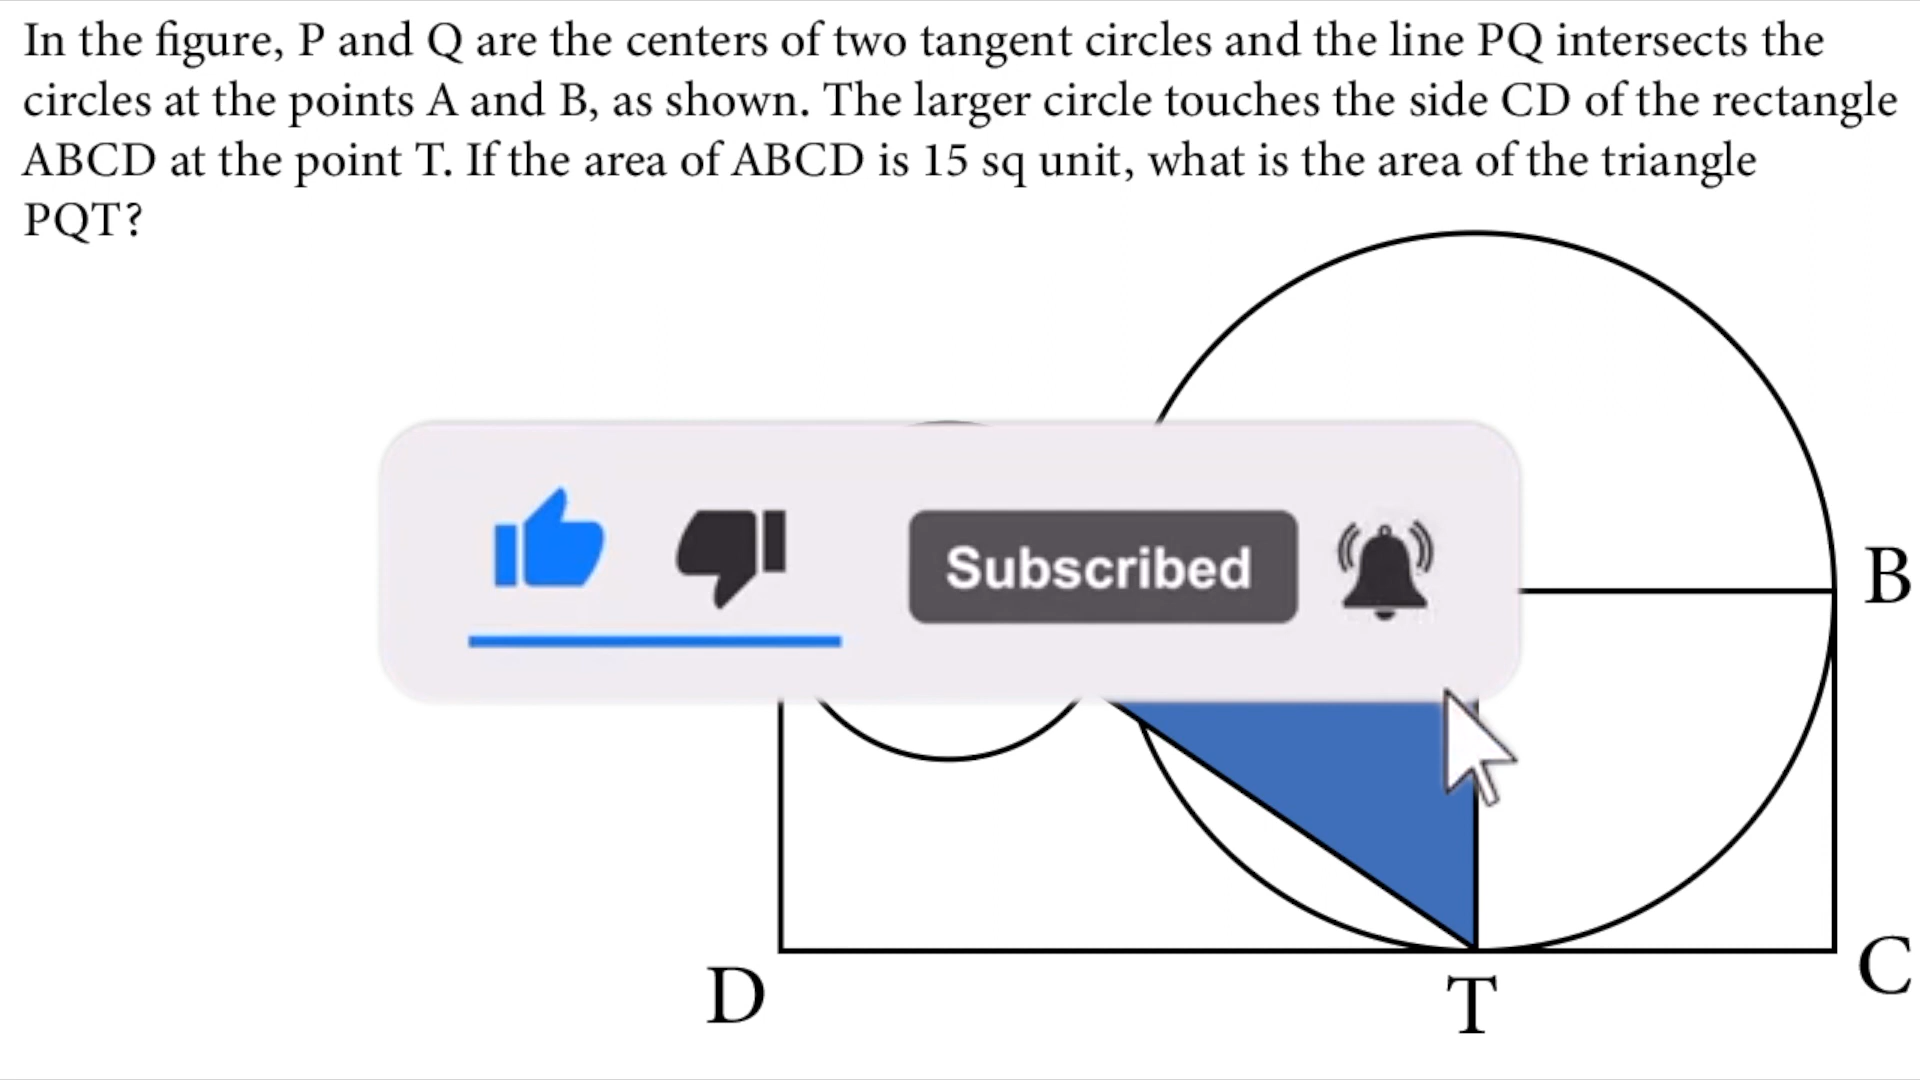 In the figure, P and Q are the centers of two tangent circles and the line PQ intersects the
circles at the points A and B, as shown. The larger circle touches the side CD of the rectangle
ABCD at the point T. If the area of ABCD is 15 sq unit, what is the area of the triangle
PQT?
Subscribed
B
D
T
C